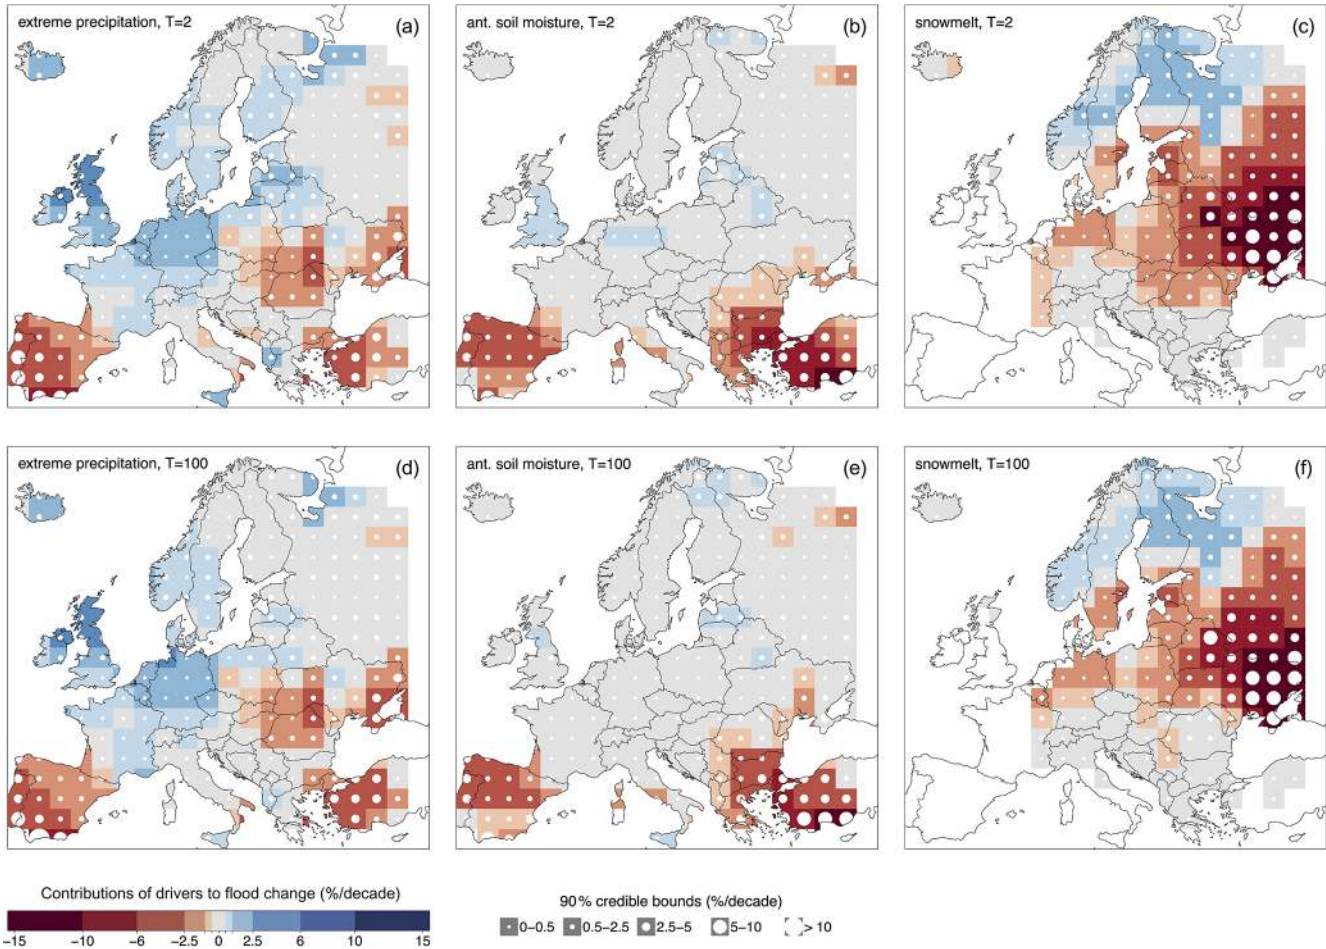 extreme precipitation, T=2 (a)
ant. soil moisture, T=2 (b)
snowmelt, T=2 (c)
extreme precipitation, T=100 (d)
ant. soil moisture, T=100 (e)
snowmelt, T=100 (f)
Contributions of drivers to flood change (%/decade)
−15 −10 −6 −2.5 0 2.5 6 10 15
90% credible bounds (%/decade)
0−0.5 0.5−2.5 2.5−5 5−10 > 10